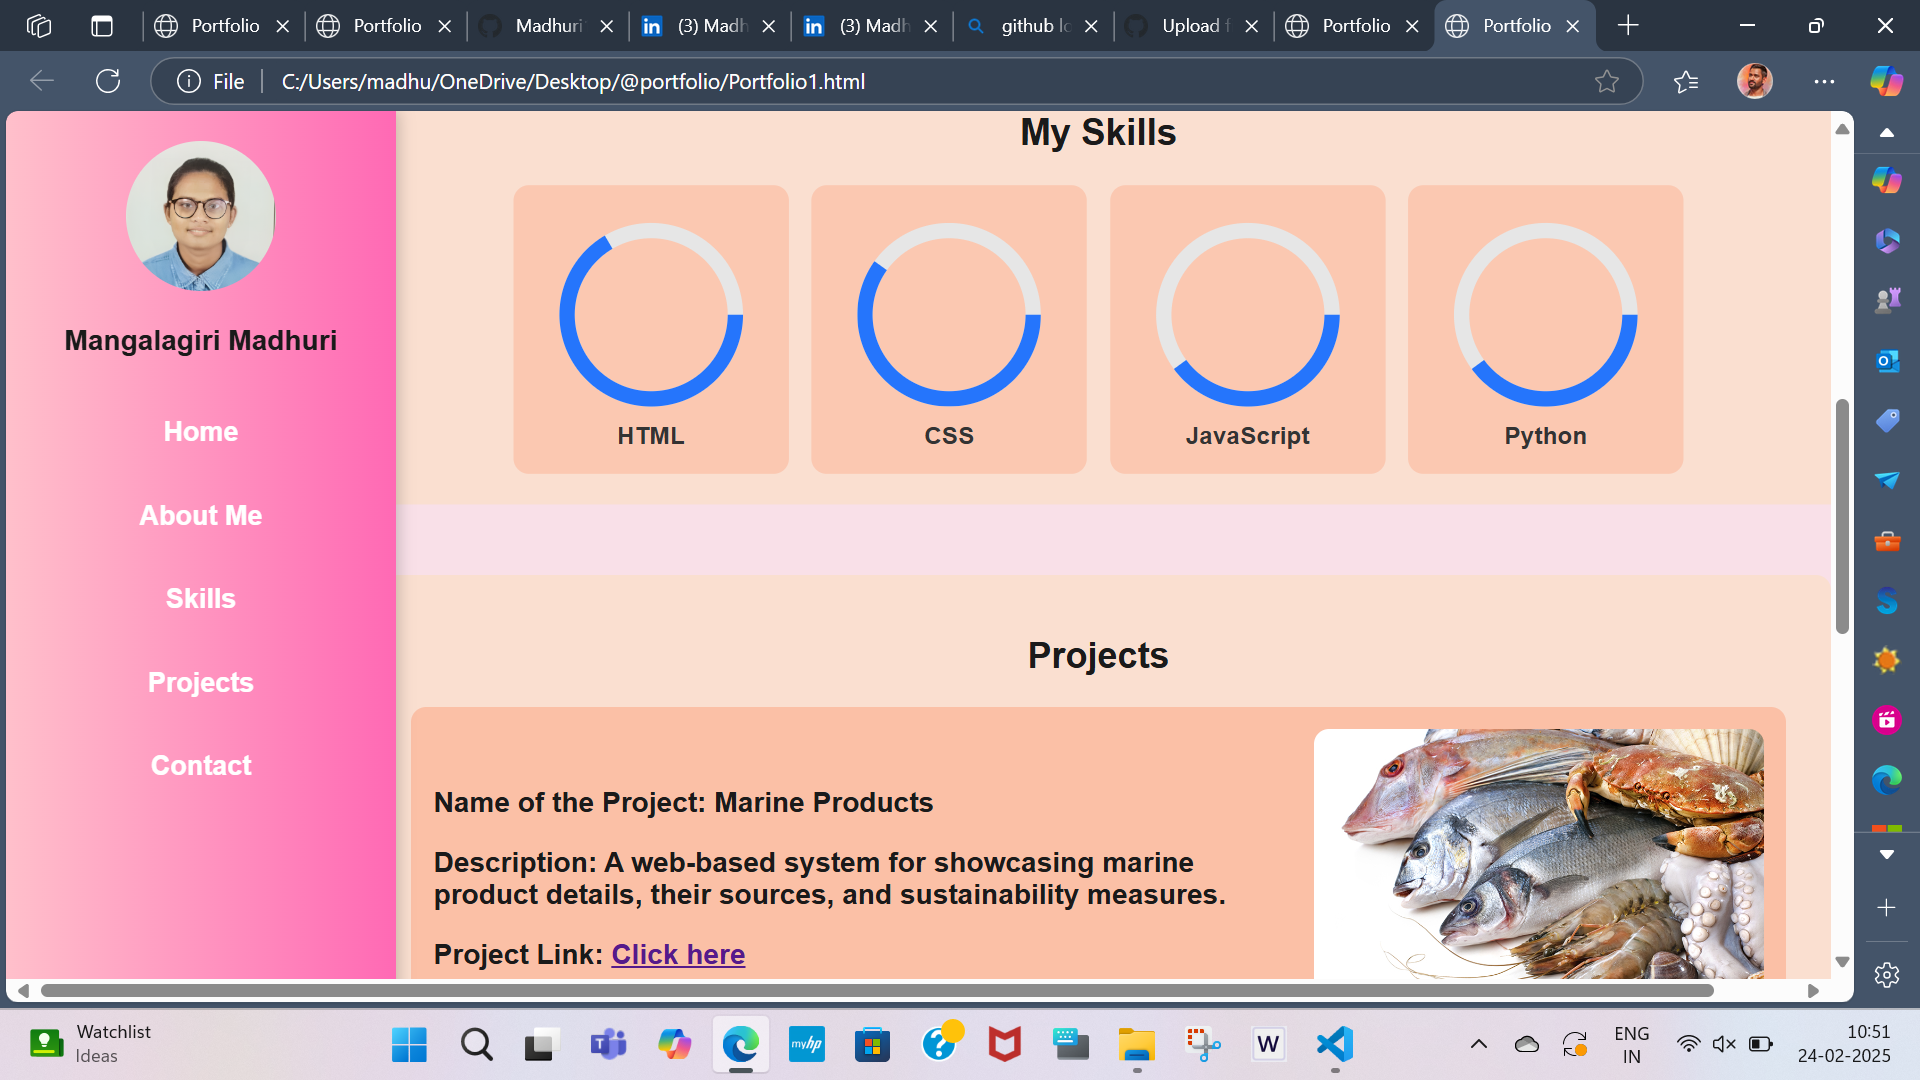 Portfolio
Portfolio
Madhuri
(3) Madh
(3) Madh
github lo
Upload f
Portfolio
Portfolio
File
C:/Users/madhu/OneDrive/Desktop/@portfolio/Portfolio1.html
Mangalagiri Madhuri
Home
About Me
Skills
Projects
Contact
My Skills
HTML
CSS
JavaScript
Python
Projects
Name of the Project: Marine Products
Description: A web-based system for showcasing marine
product details, their sources, and sustainability measures.
Project Link: Click here
Watchlist
Ideas
myhp
W
ENG
IN
10:51
24-02-2025